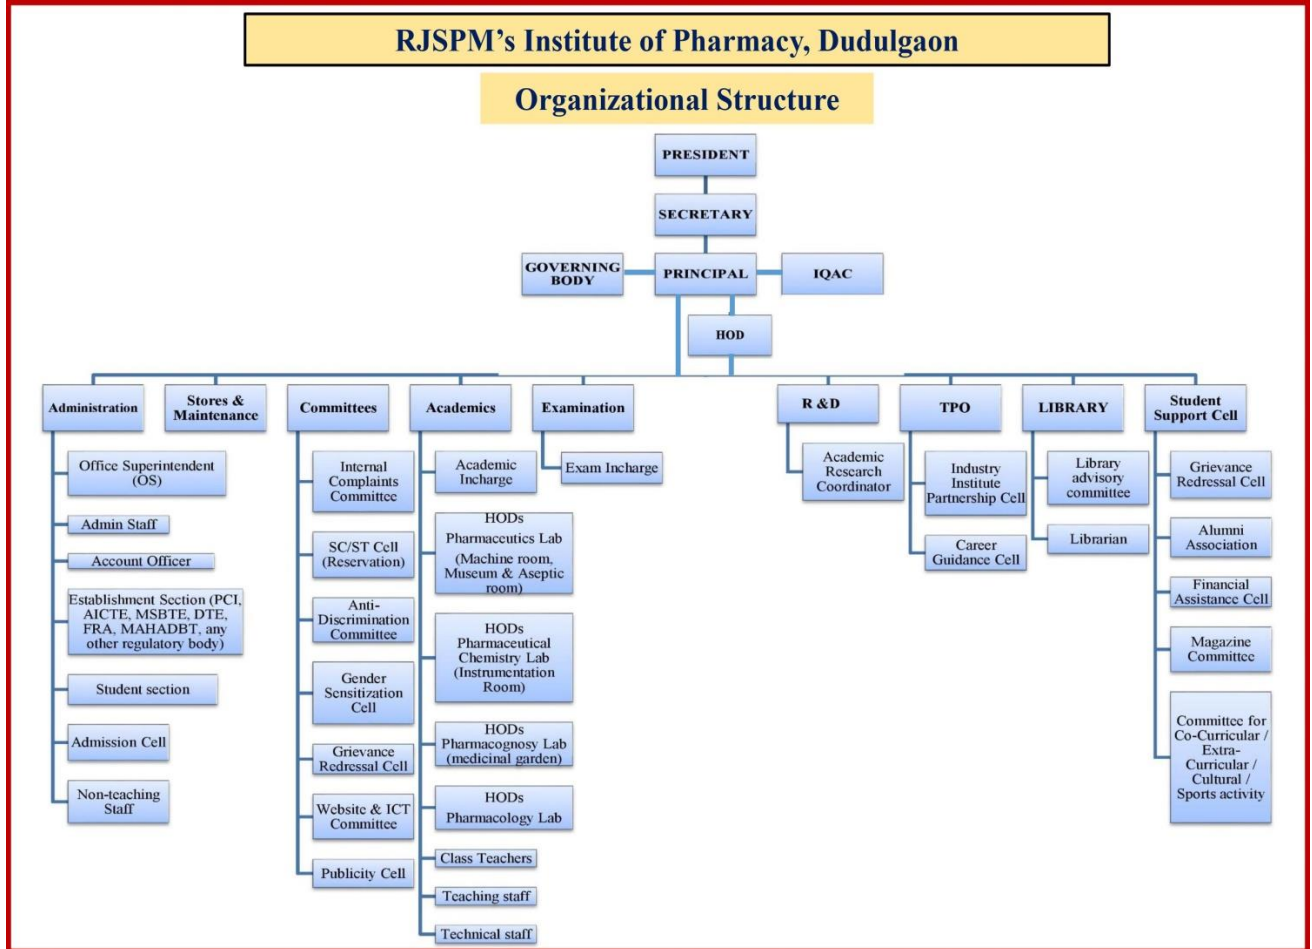 RJSPM’s Institute of Pharmacy, Dudulgaon
Organizational Structure
PRESIDENT
SECRETARY
GOVERNING
BODY
PRINCIPAL
IQAC
HOD
Administration
Stores &
Maintenance
Committees
Academics
Examination
R &D
TPO
LIBRARY
Student
Support Cell
Office Superintendent
(OS)
Admin Staff
Account Officer
Establishment Section (PCI,
AICTE, MSBTE, DTE,
FRA, MAHADBT, any
other regulatory body)
Student section
Admission Cell
Non-teaching
Staff
Internal
Complaints
Committee
SC/ST Cell
(Reservation)
Anti-
Discrimination
Committee
Gender
Sensitization
Cell
Grievance
Redressal Cell
Website & ICT
Committee
Publicity Cell
Academic
Incharge
HODs
Pharmaceutics Lab
(Machine room,
Museum & Aseptic
room)
HODs
Pharmaceutical
Chemistry Lab
(Instrumentation
Room)
HODs
Pharmacognosy Lab
(medicinal garden)
HODs
Pharmacology Lab
Class Teachers
Teaching staff
Technical staff
Exam Incharge
Academic
Research
Coordinator
Industry
Institute
Partnership Cell
Career
Guidance Cell
Library
advisory
committee
Librarian
Grievance
Redressal Cell
Alumni
Association
Financial
Assistance Cell
Magazine
Committee
Committee for
Co-Curricular /
Extra-
Curricular /
Cultural /
Sports activity